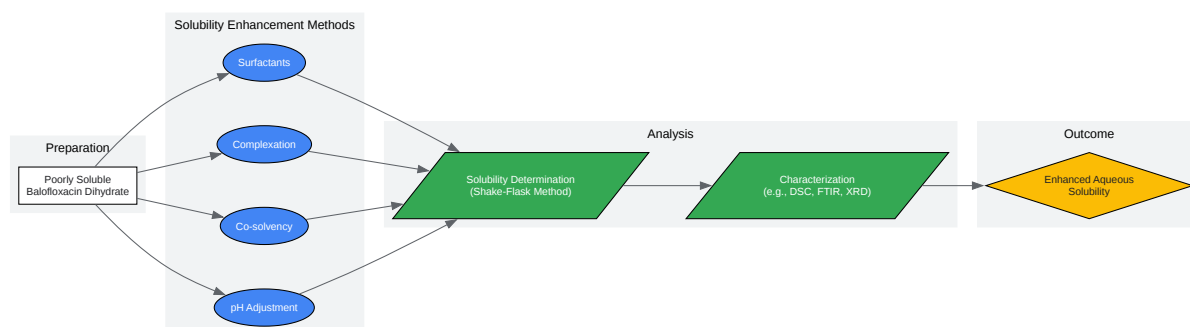 Solubility Enhancement Methods
Surfactants
Complexation
Co-solvency
pH Adjustment
Preparation
Poorly Soluble
Balofloxacin Dihydrate
Analysis
Solubility Determination
(Shake-Flask Method)
Characterization
(e.g., DSC, FTIR, XRD)
Outcome
Enhanced Aqueous
Solubility